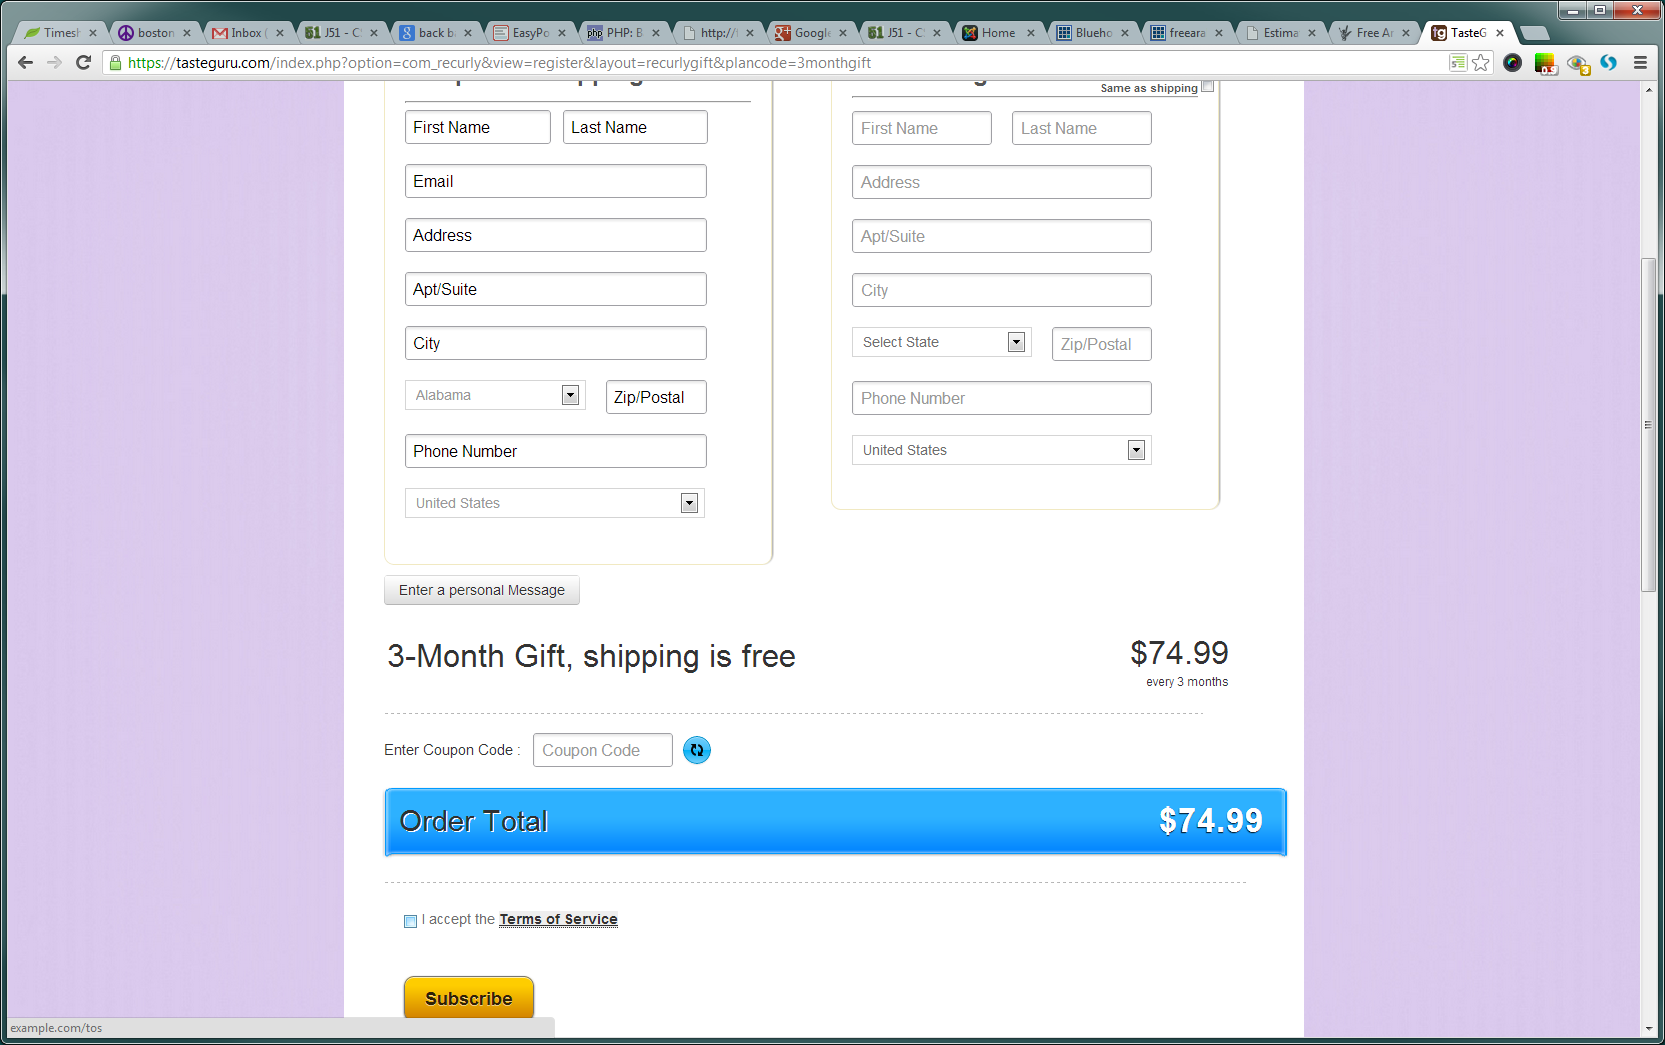 Timesh
boston
Inbox (
J51 - C
back b
EasyPo
PHP: B
http://
Google
J51 - C
Home
Blueho
freeara
Estima
Free Ar
TasteG
https://tasteguru.com/index.php?option=com_recurly&view=register&layout=recurlygift&plancode=3monthgift
Same as shipping
First Name Last Name
First Name Last Name
Email
Address
Address
Apt/Suite
Apt/Suite
City
City
Select State Zip/Postal
Alabama Zip/Postal
Phone Number
Phone Number
United States
United States
Enter a personal Message
3-Month Gift, shipping is free $74.99
every 3 months
Enter Coupon Code : Coupon Code
Order Total $74.99
I accept the Terms of Service
Subscribe
example.com/tos